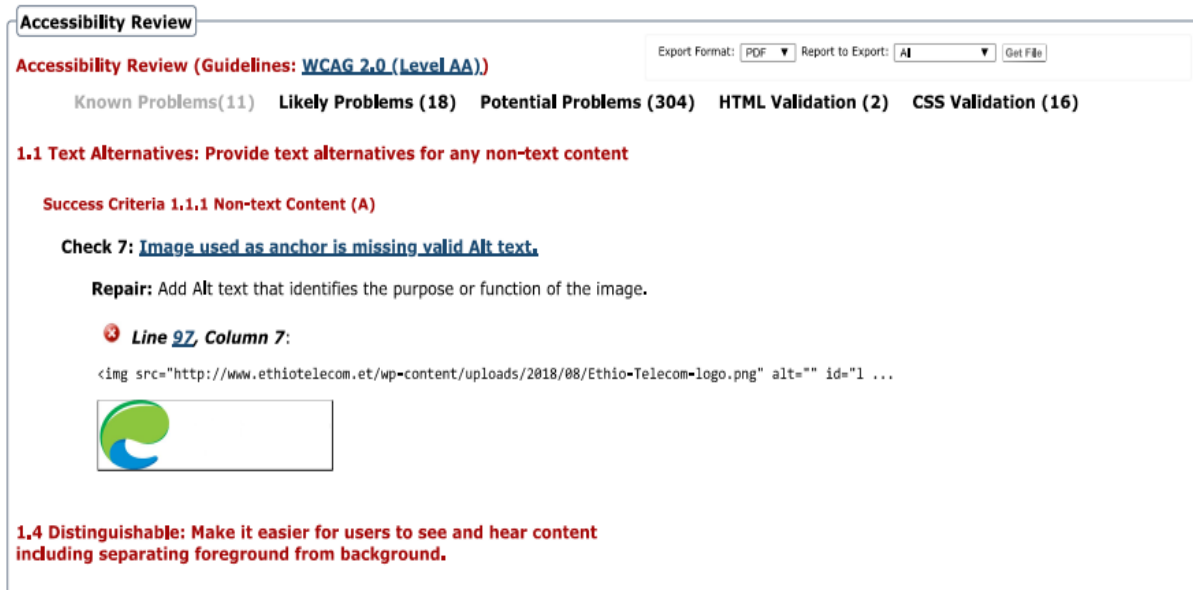 Accessibility Review
Export Format: PDF ▼ Report to Export: All ▼ Get File
Accessibility Review (Guidelines: WCAG 2.0 (Level AA))
Known Problems(11) Likely Problems (18) Potential Problems (304) HTML Validation (2) CSS Validation (16)
1.1 Text Alternatives: Provide text alternatives for any non-text content
Success Criteria 1.1.1 Non-text Content (A)
Check 7: Image used as anchor is missing valid Alt text.
Repair: Add Alt text that identifies the purpose or function of the image.
Line 97, Column 7:
<img src="http://www.ethiotelecom.et/wp-content/uploads/2018/08/Ethio-Telecom-logo.png" alt="" id="l ...
1.4 Distinguishable: Make it easier for users to see and hear content
including separating foreground from background.